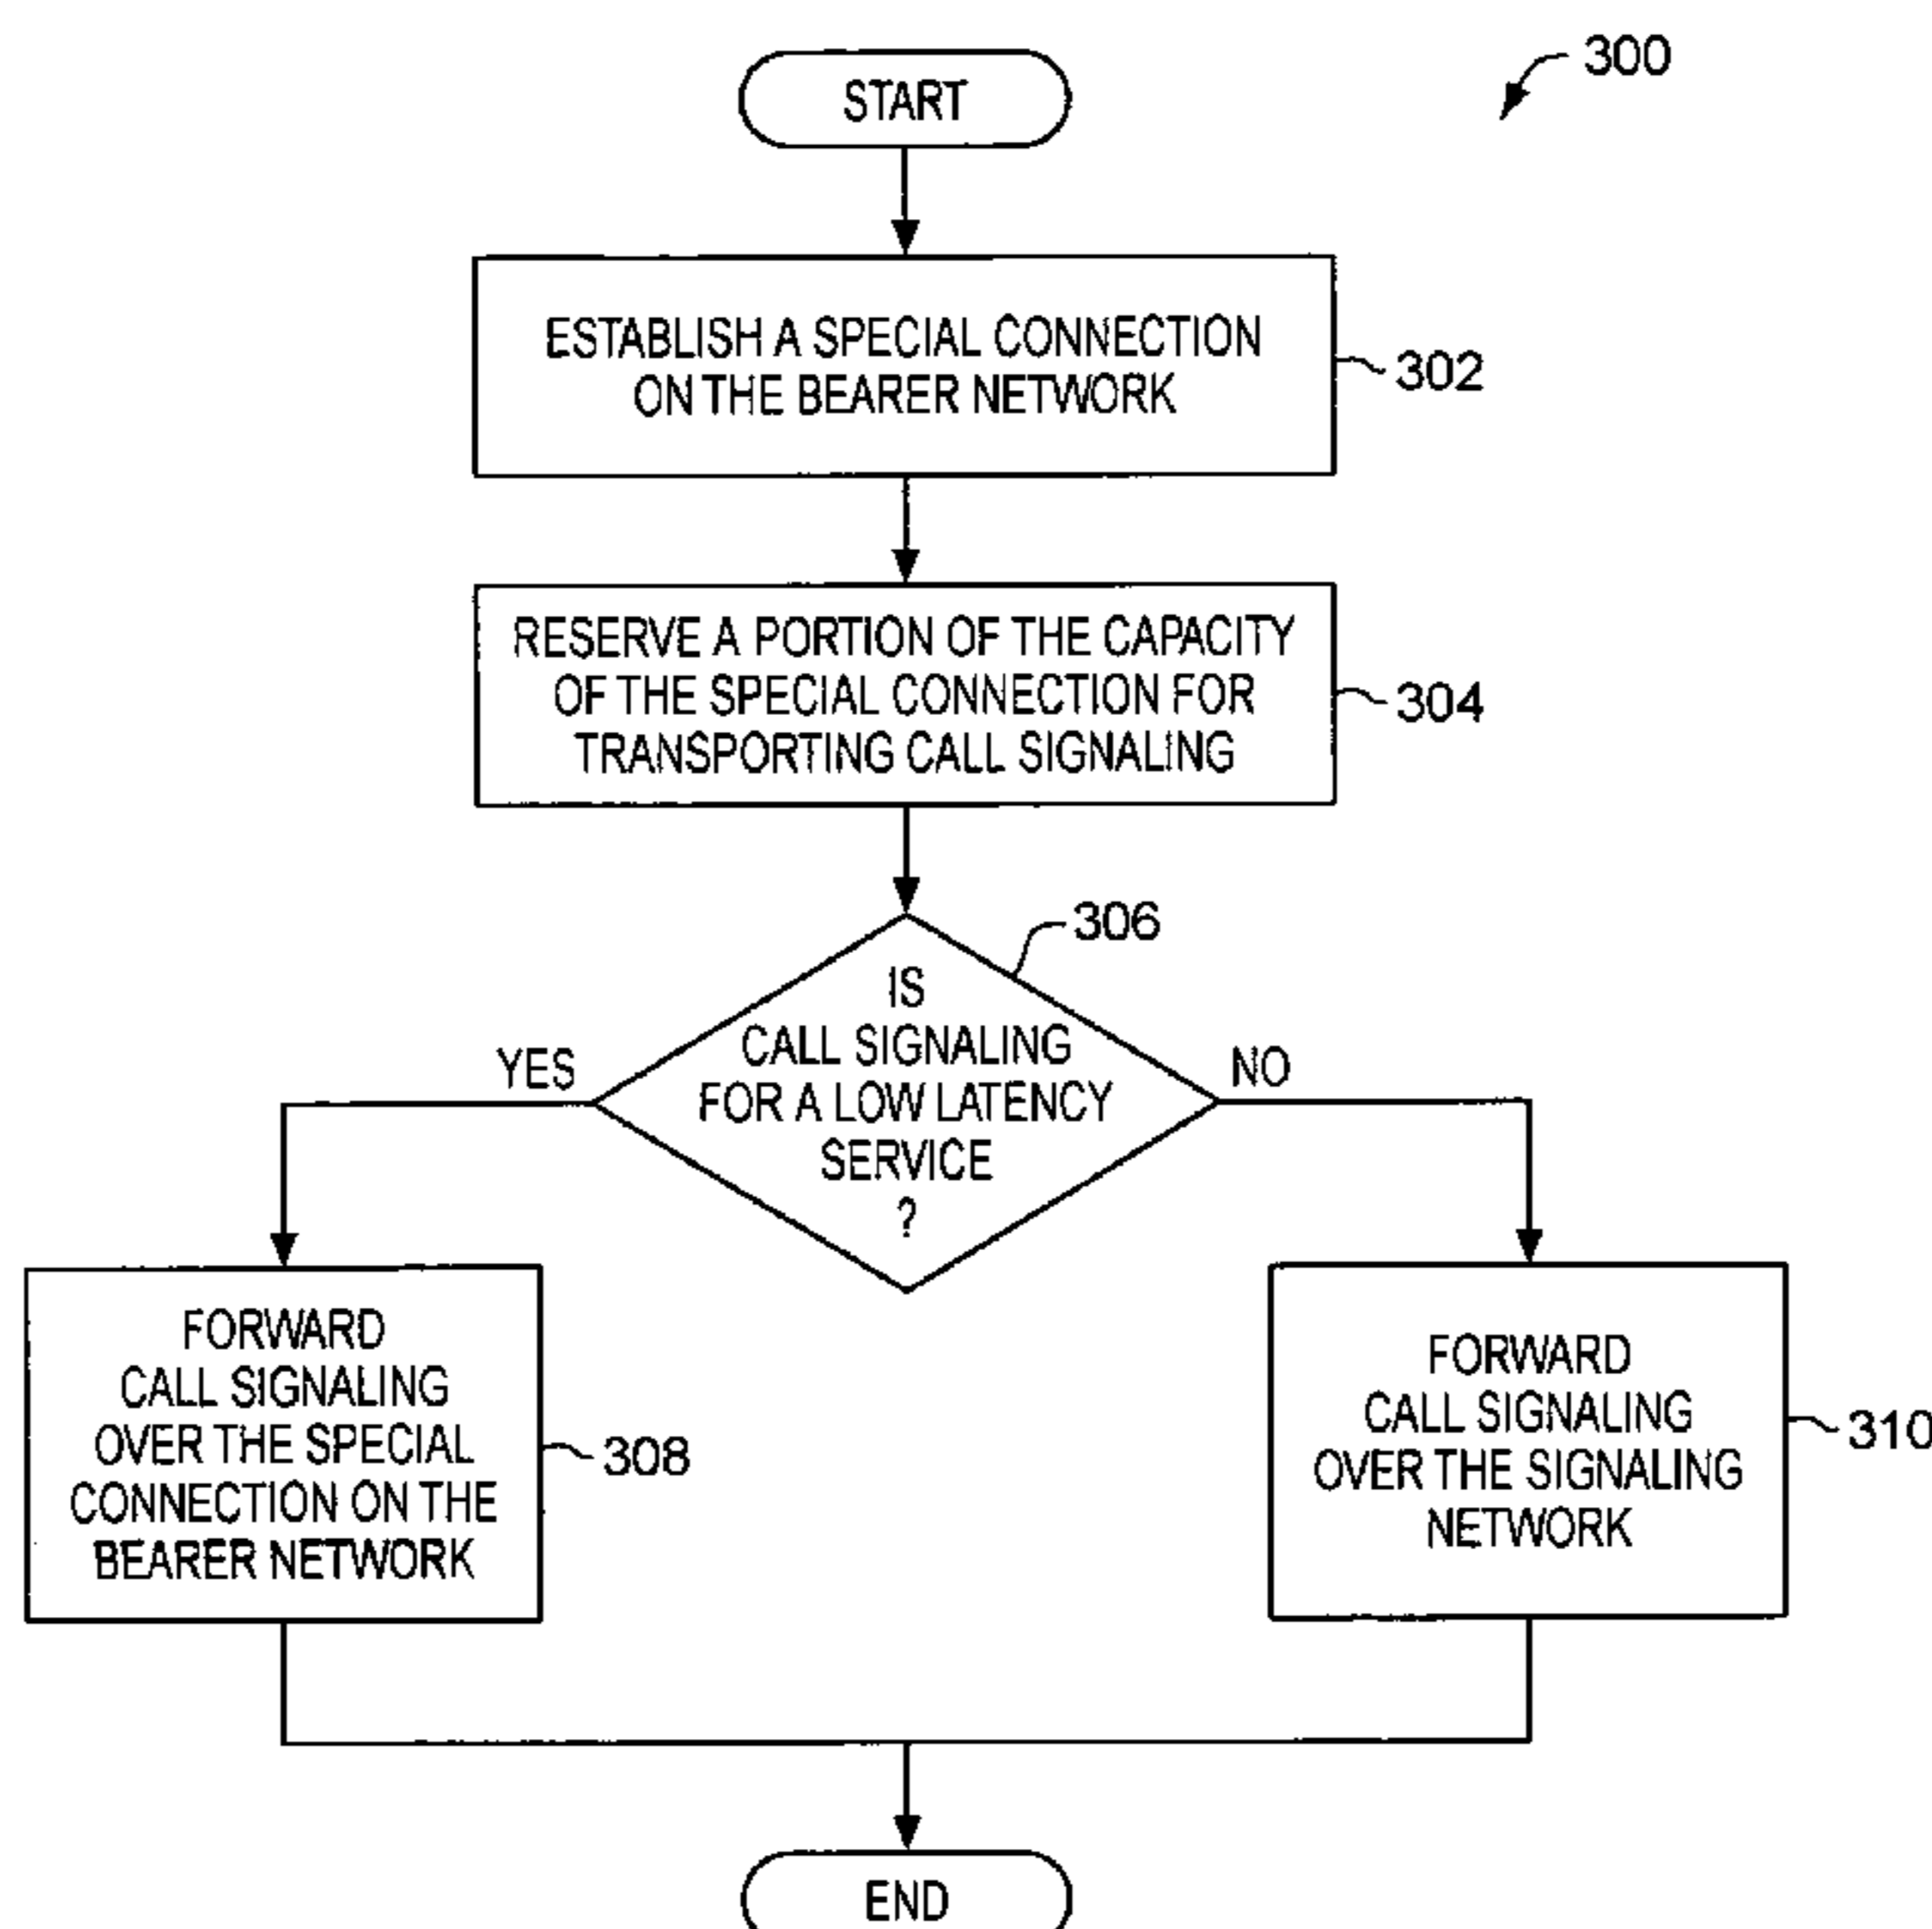 300
START
ESTABLISH A SPECIAL CONNECTION
ON THE BEARER NETWORK
302
RESERVE A PORTION OF THE CAPACITY
OF THE SPECIAL CONNECTION FOR
TRANSPORTING CALL SIGNALING
304
306
IS
CALL SIGNALING
FOR A LOW LATENCY
SERVICE
?
YES
NO
FORWARD
CALL SIGNALING
OVER THE SPECIAL
CONNECTION ON THE
BEARER NETWORK
308
FORWARD
CALL SIGNALING
OVER THE SIGNALING
NETWORK
310
END